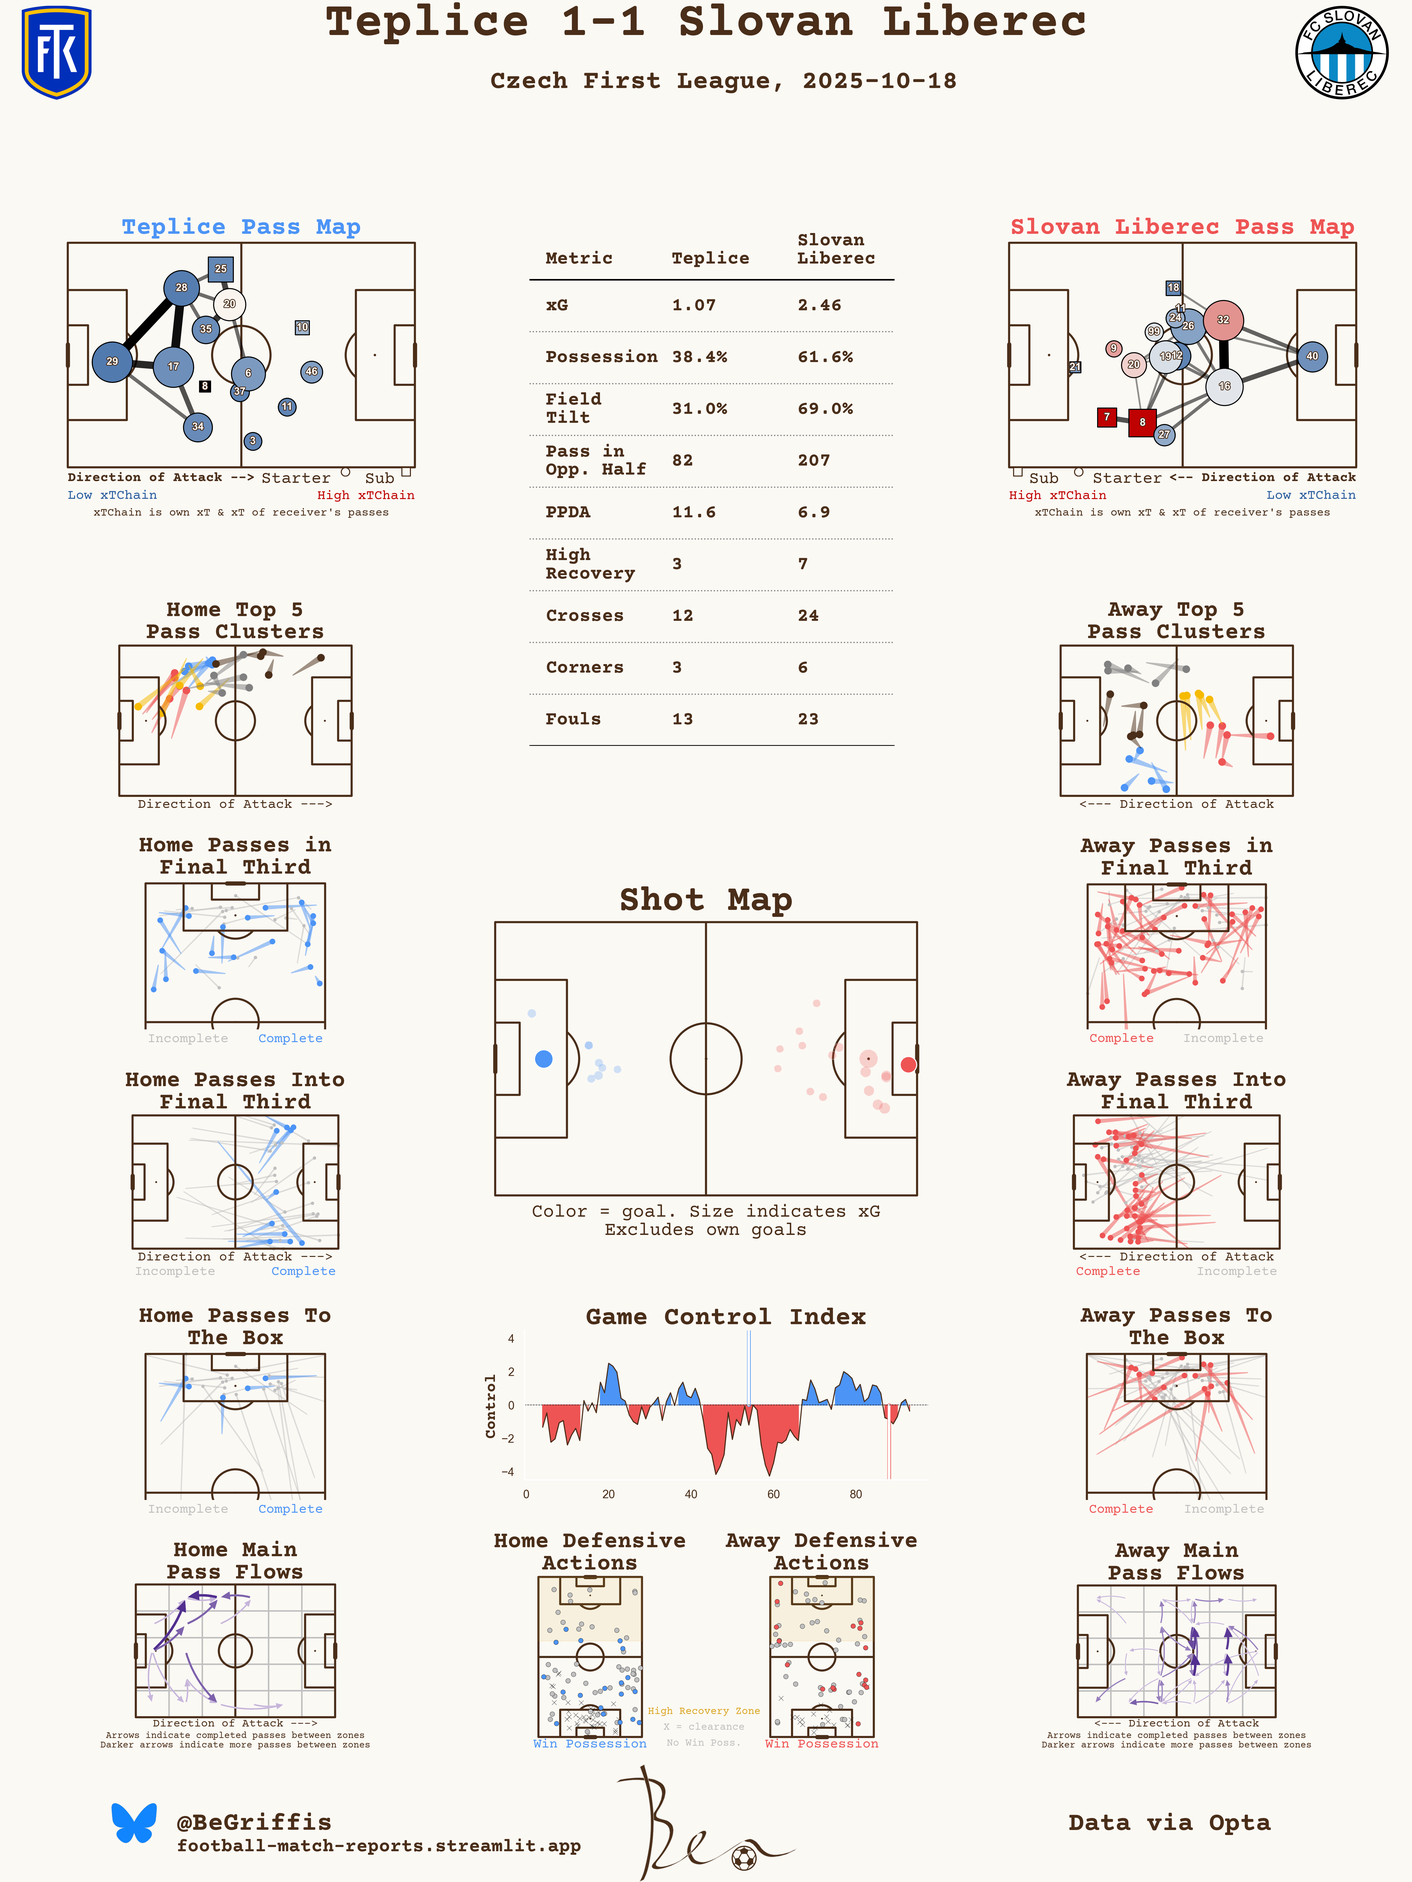 Teplice 1-1 Slovan Liberec
Czech First League, 2025-10-18
FTK
FC SLOVAN
LIBEREC
Teplice Pass Map
25
28
20
35
10
29
17
6
46
8
37
11
34
3
Direction of Attack --> Starter Sub
Low xTChain High xTChain
xTChain is own xT & xT of receiver's passes
Metric Teplice Slovan Liberec
xG 1.07 2.46
Possession 38.4% 61.6%
Field Tilt 31.0% 69.0%
Pass in Opp. Half 82 207
PPDA 11.6 6.9
High Recovery 3 7
Crosses 12 24
Corners 3 6
Fouls 13 23
Slovan Liberec Pass Map
18
11
24
26
32
99
9
19
12
40
20
21
16
7
8
27
Sub Starter <-- Direction of Attack
High xTChain Low xTChain
xTChain is own xT & xT of receiver's passes
Home Top 5
Pass Clusters
Direction of Attack --->
Away Top 5
Pass Clusters
<--- Direction of Attack
Home Passes in
Final Third
Incomplete Complete
Away Passes in
Final Third
Complete Incomplete
Shot Map
Color = goal. Size indicates xG
Excludes own goals
Home Passes Into
Final Third
Direction of Attack --->
Incomplete Complete
Away Passes Into
Final Third
<--- Direction of Attack
Complete Incomplete
Home Passes To
The Box
Incomplete Complete
Game Control Index
Control
4
2
0
−2
−4
0 20 40 60 80
Away Passes To
The Box
Complete Incomplete
Home Main
Pass Flows
Direction of Attack --->
Arrows indicate completed passes between zones
Darker arrows indicate more passes between zones
Home Defensive
Actions
Win Possession
High Recovery Zone
X = clearance
No Win Poss.
Away Defensive
Actions
Win Possession
Away Main
Pass Flows
<--- Direction of Attack
Arrows indicate completed passes between zones
Darker arrows indicate more passes between zones
@BeGriffis
football-match-reports.streamlit.app
Ben
Data via Opta